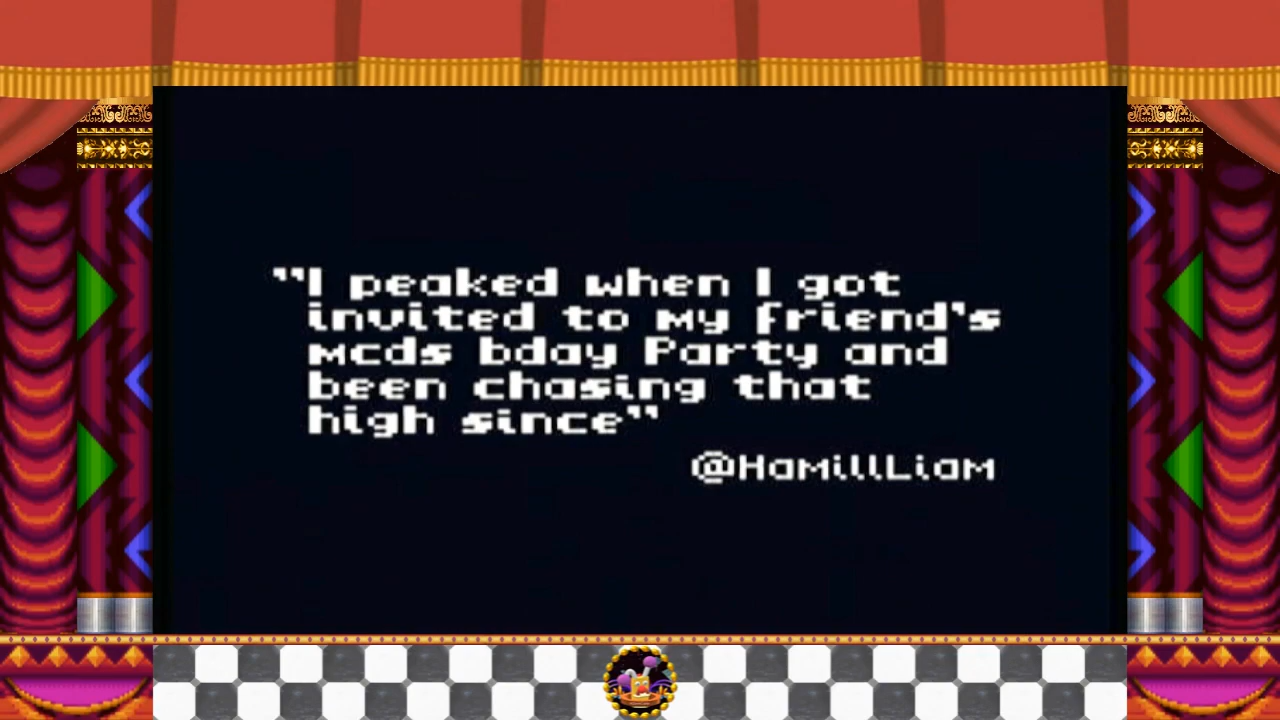 "I peaked when I got
invited to my friend's
mcds bday Party and
been chasing that
high since"
@HamillLiam